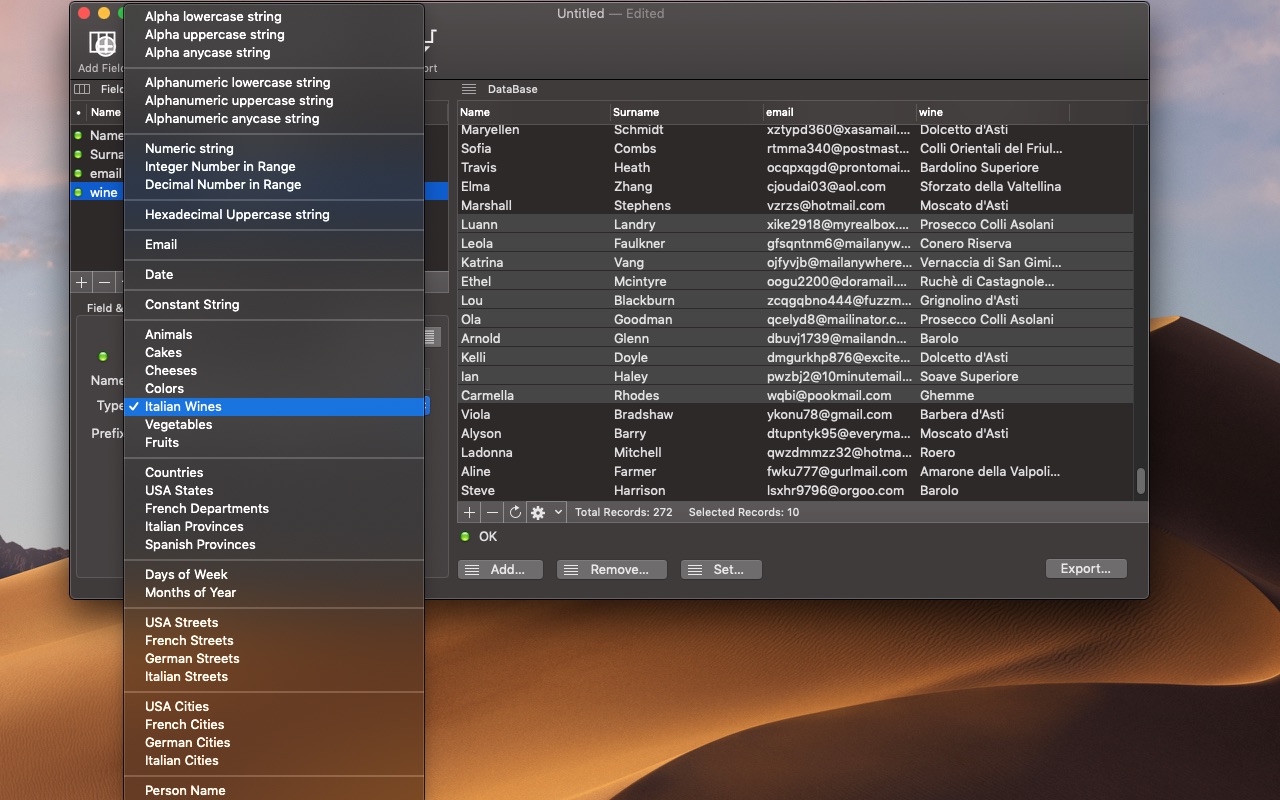 Untitled — Edited
Add Field
ort
Field
DataBase
Name
Name
Surna
email
wine
Field &
Name
Type
Prefix
Alpha lowercase string
Alpha uppercase string
Alpha anycase string
Alphanumeric lowercase string
Alphanumeric uppercase string
Alphanumeric anycase string
Numeric string
Integer Number in Range
Decimal Number in Range
Hexadecimal Uppercase string
Email
Date
Constant String
Animals
Cakes
Cheeses
Colors
✓ Italian Wines
Vegetables
Fruits
Countries
USA States
French Departments
Italian Provinces
Spanish Provinces
Days of Week
Months of Year
USA Streets
French Streets
German Streets
Italian Streets
USA Cities
French Cities
German Cities
Italian Cities
Person Name
Name Surname email wine
Maryellen Schmidt xztypd360@xasamail.... Dolcetto d'Asti
Sofia Combs rtmma340@postmast... Colli Orientali del Friul...
Travis Heath ocqpxqgd@prontomai... Bardolino Superiore
Elma Zhang cjoudai03@aol.com Sforzato della Valtellina
Marshall Stephens vzrzs@hotmail.com Moscato d'Asti
Luann Landry xike2918@myrealbox.... Prosecco Colli Asolani
Leola Faulkner gfsqntnm6@mailanyw... Conero Riserva
Katrina Vang ojfyvjb@mailanywhere... Vernaccia di San Gimi...
Ethel Mcintyre oogu2200@doramail.... Ruchè di Castagnole...
Lou Blackburn zcqgqbno444@fuzzm... Grignolino d'Asti
Ola Goodman qcelyd8@mailinator.c... Prosecco Colli Asolani
Arnold Glenn dbuvj1739@mailandn... Barolo
Kelli Doyle dmgurkhp876@excite... Dolcetto d'Asti
Ian Haley pwzbj2@10minutemail... Soave Superiore
Carmella Rhodes wqbi@pookmail.com Ghemme
Viola Bradshaw ykonu78@gmail.com Barbera d'Asti
Alyson Barry dtupntyk95@everyma... Moscato d'Asti
Ladonna Mitchell qwzdmmzz32@hotma... Roero
Aline Farmer fwku777@gurlmail.com Amarone della Valpoli...
Steve Harrison lsxhr9796@orgoo.com Barolo
Total Records: 272 Selected Records: 10
OK
Add... Remove... Set... Export...